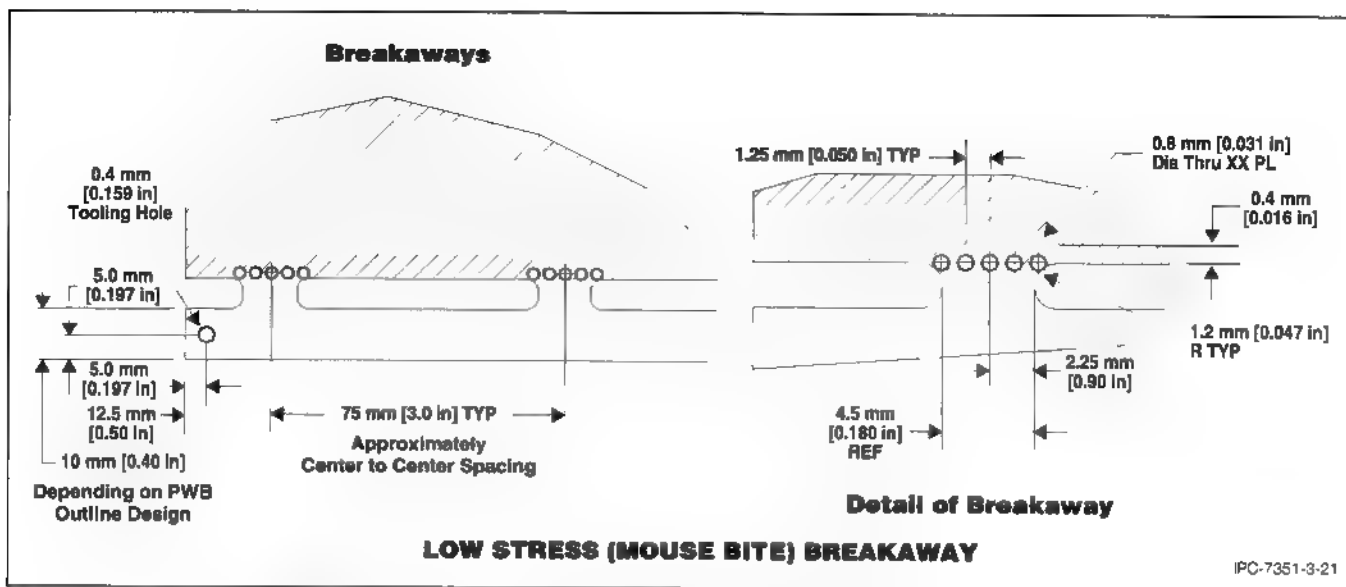 Breakaways
0.4 mm
[0.159 in]
Tooling Hole
5.0 mm
[0.197 in]
5.0 mm
[0.197 in]
12.5 mm
[0.50 in]
10 mm [0.40 in]
Depending on PWB
Outline Design
75 mm [3.0 in] TYP
Approximately
Center to Center Spacing
1.25 mm [0.050 in] TYP
0.8 mm [0.031 in]
Dia Thru XX PL
0.4 mm
[0.016 in]
1.2 mm [0.047 in]
R TYP
2.25 mm
[0.90 in]
4.5 mm
[0.180 in]
REF
Detail of Breakaway
LOW STRESS (MOUSE BITE) BREAKAWAY
IPC-7351-3-21